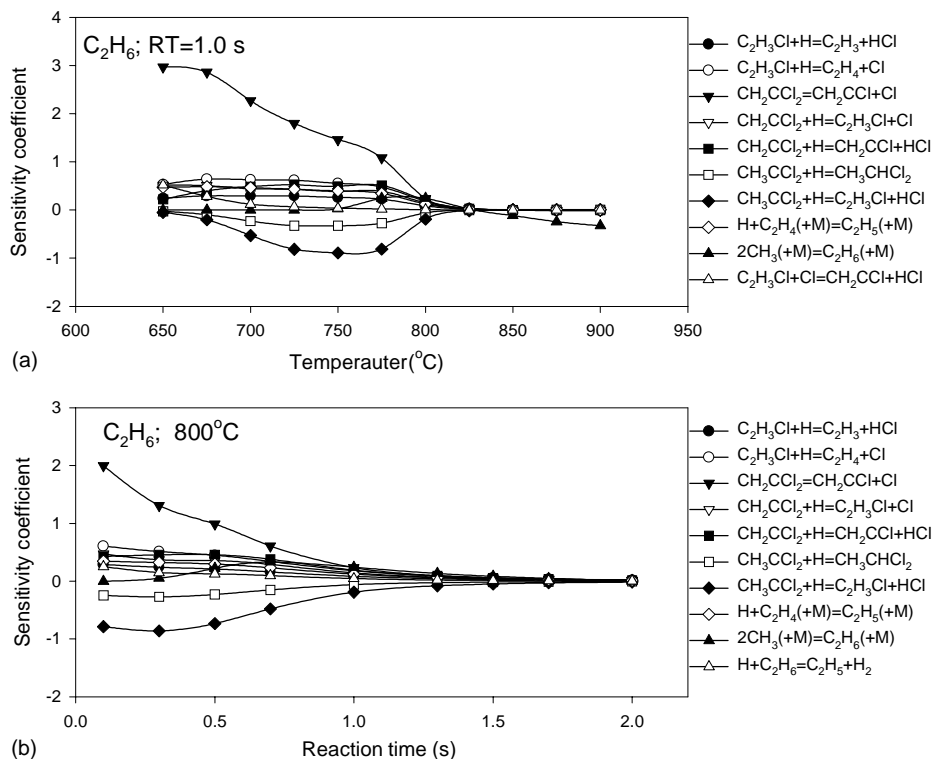 4
3
2
1
0
-1
-2
Sensitivity coefficient
C₂H₆; RT=1.0 s
600 650 700 750 800 850 900 950
Temperauter(°C)
(a)
C₂H₃Cl+H=C₂H₃+HCl
C₂H₃Cl+H=C₂H₄+Cl
CH₂CCl₂=CH₂CCl+Cl
CH₂CCl₂+H=C₂H₃Cl+Cl
CH₂CCl₂+H=CH₂CCl+HCl
CH₃CCl₂+H=CH₃CHCl₂
CH₃CCl₂+H=C₂H₃Cl+HCl
H+C₂H₄(+M)=C₂H₅(+M)
2CH₃(+M)=C₂H₆(+M)
C₂H₃Cl+Cl=CH₂CCl+HCl
3
2
1
0
-1
-2
Sensitivity coefficient
C₂H₆; 800°C
0.0 0.5 1.0 1.5 2.0
Reaction time (s)
(b)
C₂H₃Cl+H=C₂H₃+HCl
C₂H₃Cl+H=C₂H₄+Cl
CH₂CCl₂=CH₂CCl+Cl
CH₂CCl₂+H=C₂H₃Cl+Cl
CH₂CCl₂+H=CH₂CCl+HCl
CH₃CCl₂+H=CH₃CHCl₂
CH₃CCl₂+H=C₂H₃Cl+HCl
H+C₂H₄(+M)=C₂H₅(+M)
2CH₃(+M)=C₂H₆(+M)
H+C₂H₆=C₂H₅+H₂